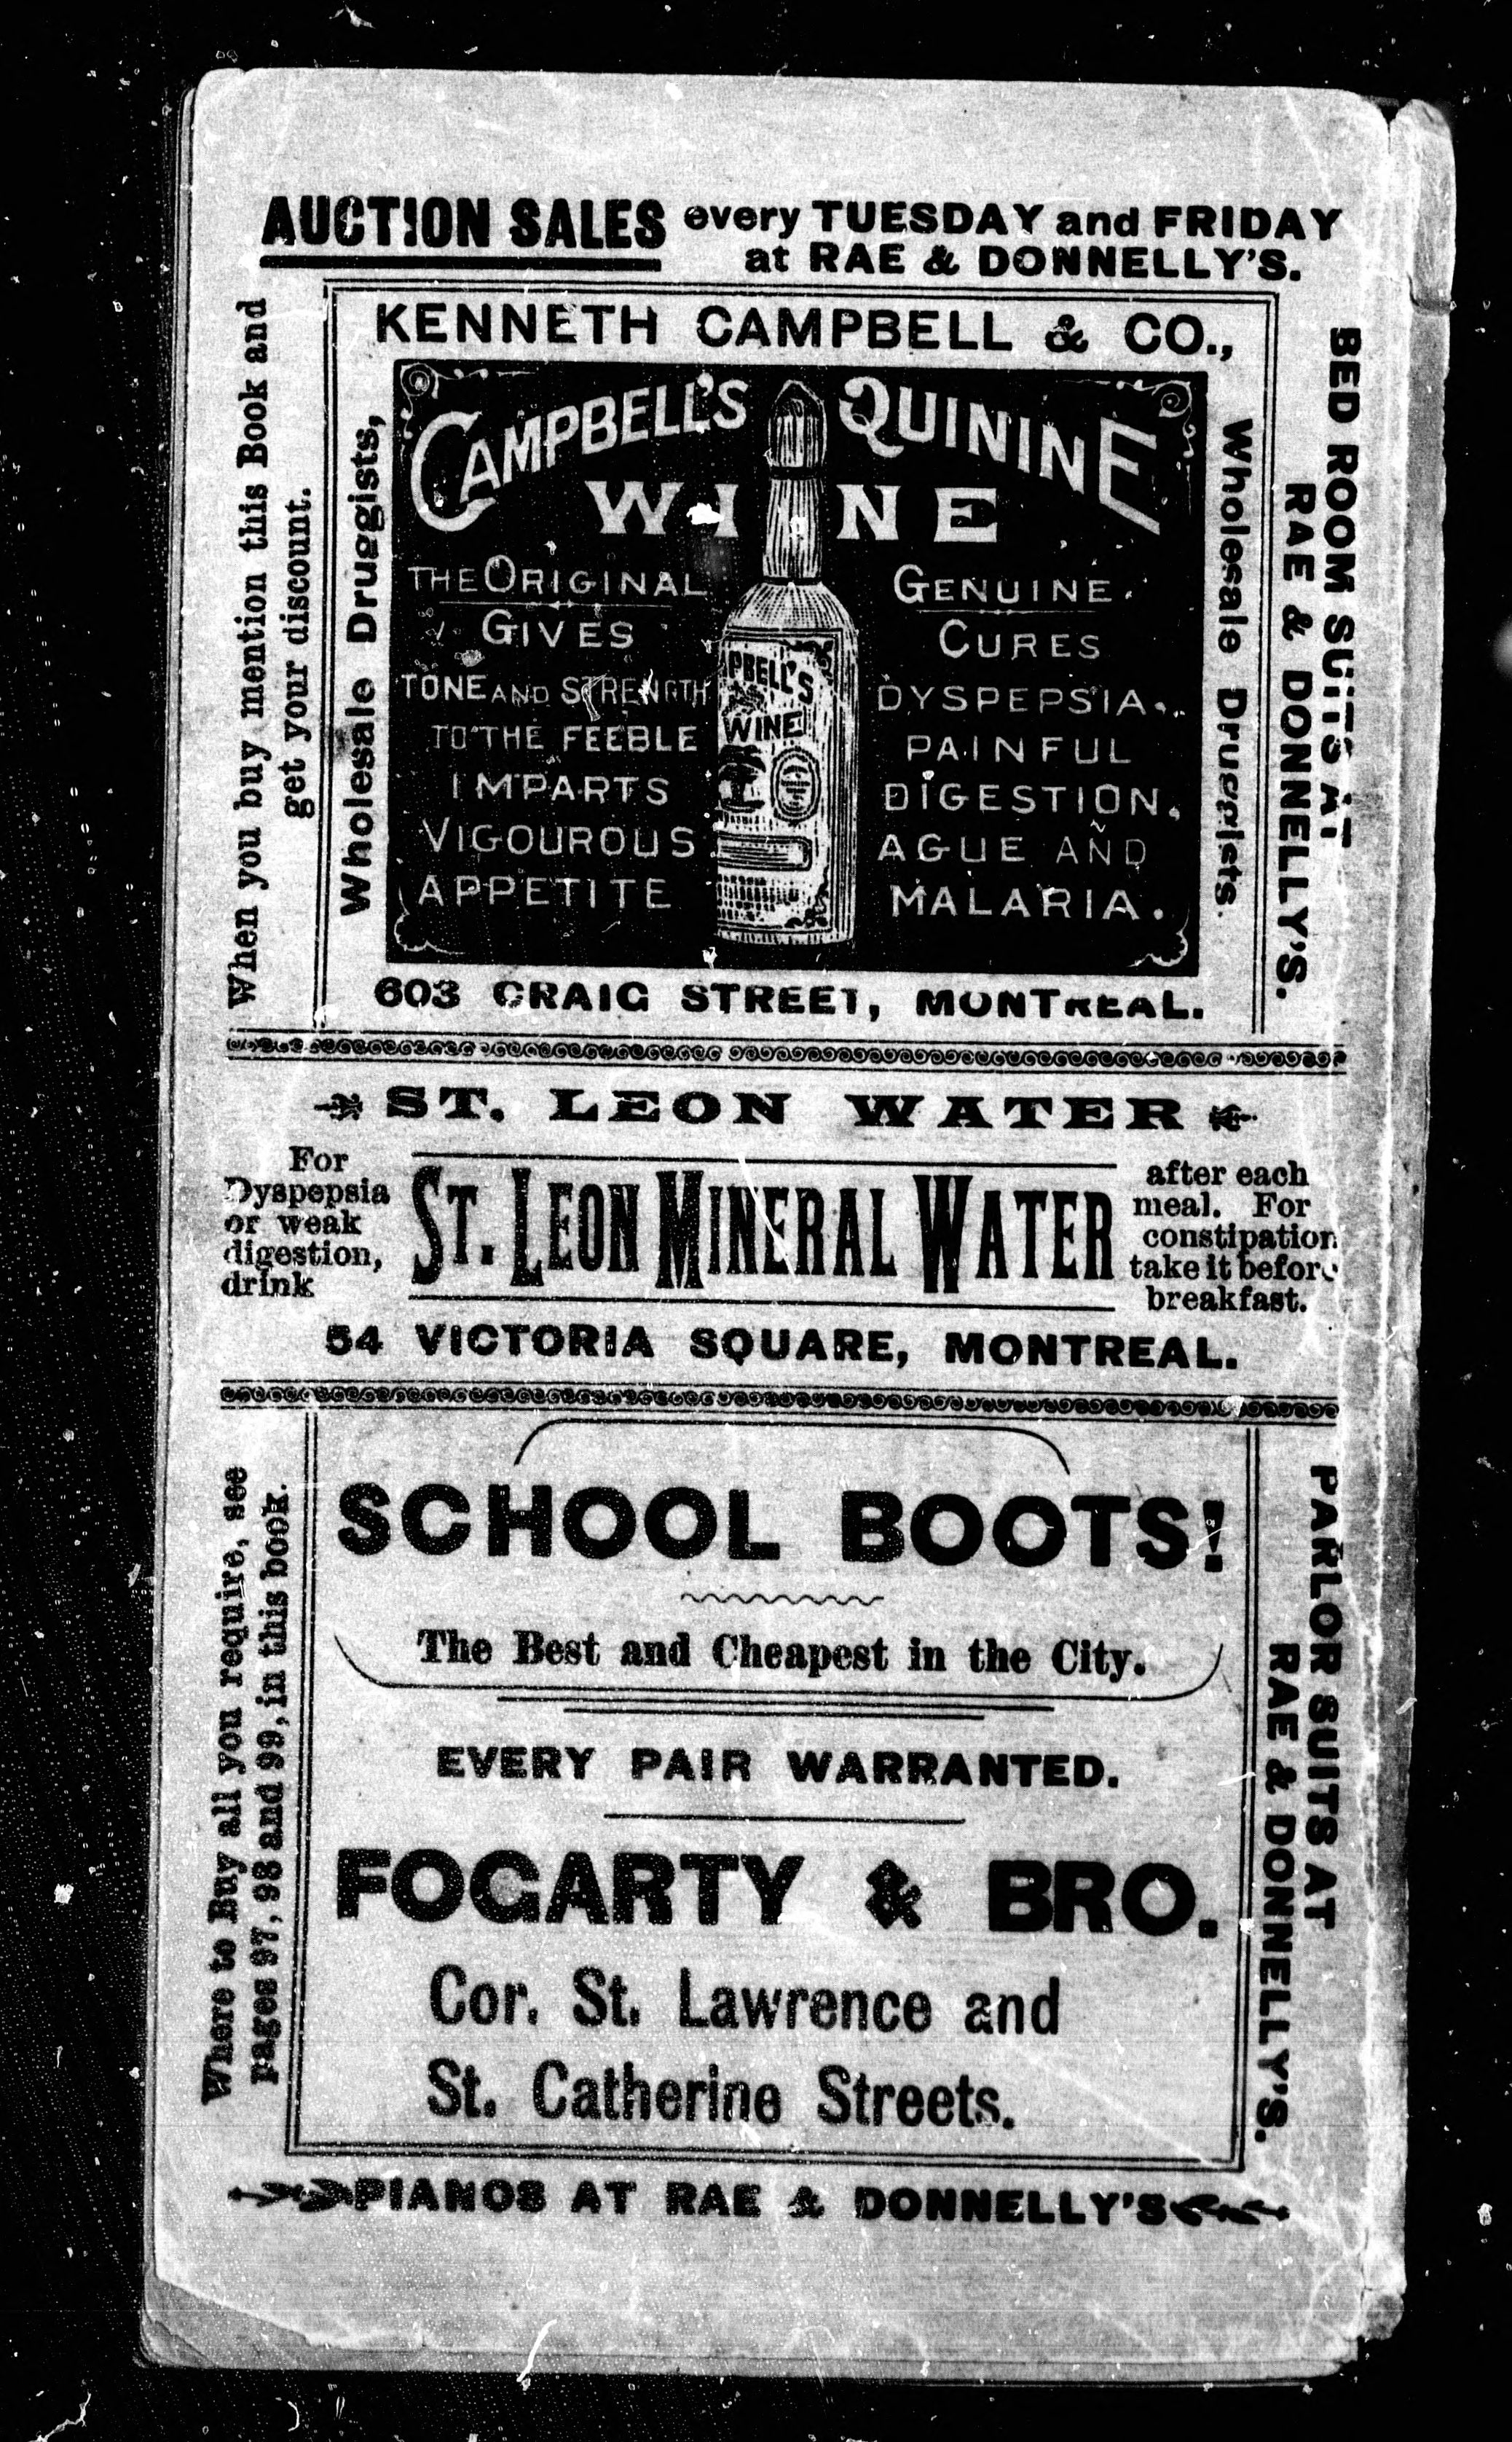 AUCTION SALES every TUESDAY and FRIDAY
at RAE & DONNELLY'S.
When you buy mention this Book and
get your discount.
KENNETH CAMPBELL & CO.,
Wholesale Druggists,
CAMPBELL'S QUININE
WINE
THE ORIGINAL
GIVES
TONE AND STRENGTH
TO THE FEEBLE
IMPARTS
VIGOUROUS
APPETITE
PBELL'S
WINE
GENUINE.
CURES
DYSPEPSIA.
PAINFUL
DIGESTION,
AGUE AND
MALARIA.
Wholesale Druggists.
603 CRAIG STREET, MONTREAL.
BED ROOM SUITS AT
RAE & DONNELLY'S.
ST. LEON WATER
For
Dyspepsia
or weak
digestion,
drink
ST. LEON MINERAL WATER
after each
meal. For
constipation
take it before
breakfast.
54 VICTORIA SQUARE, MONTREAL.
Where to Buy all you require, see
pages 97, 98 and 99, in this book.
SCHOOL BOOTS!
The Best and Cheapest in the City.
EVERY PAIR WARRANTED.
FOGARTY & BRO.
Cor. St. Lawrence and
St. Catherine Streets.
PARLOR SUITS AT
RAE & DONNELLY'S.
PIANOS AT RAE & DONNELLY'S